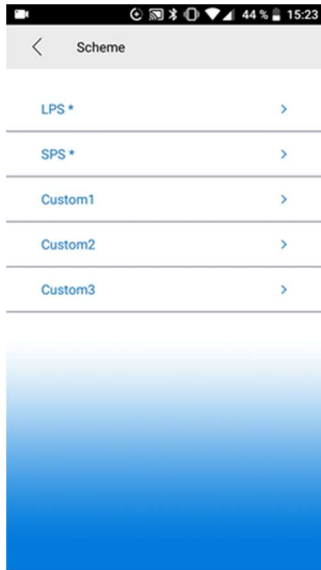 44 % 15:23
Scheme
LPS *
SPS *
Custom1
Custom2
Custom3